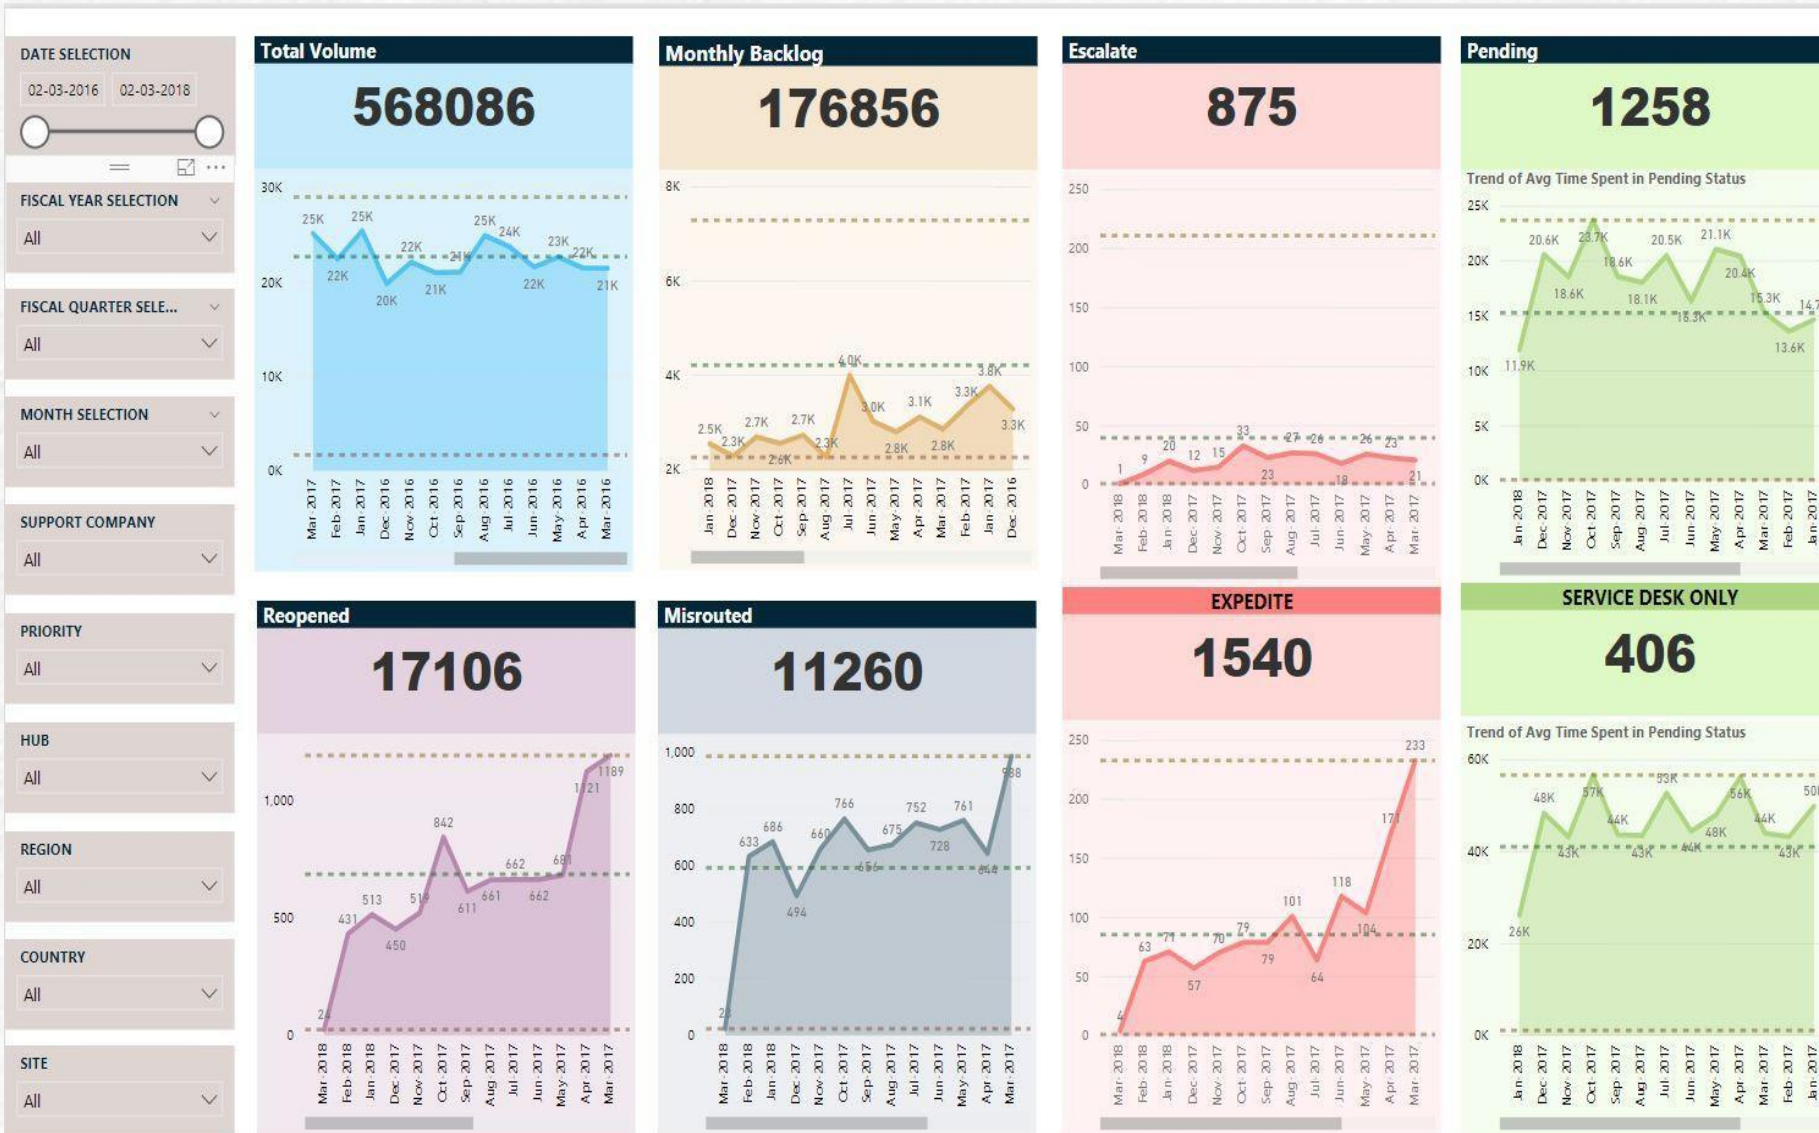 DATE SELECTION
02-03-2016 02-03-2018
FISCAL YEAR SELECTION
All
FISCAL QUARTER SELE...
All
MONTH SELECTION
All
SUPPORT COMPANY
All
PRIORITY
All
HUB
All
REGION
All
COUNTRY
All
SITE
All
Total Volume
568086
30K
20K
10K
0K
25K 22K 25K 20K 22K 21K 21K 25K 24K 22K 23K 22K 21K
Mar-2017 Feb-2017 Jan-2017 Dec-2016 Nov-2016 Oct-2016 Sep-2016 Aug-2016 Jul-2016 Jun-2016 May-2016 Apr-2016 Mar-2016
Monthly Backlog
176856
8K
6K
4K
2K
2.5K 2.3K 2.7K 2.6K 2.7K 2.3K 4.0K 3.0K 2.8K 3.1K 2.8K 3.3K 3.8K 3.3K
Jan-2018 Dec-2017 Nov-2017 Oct-2017 Sep-2017 Aug-2017 Jul-2017 Jun-2017 May-2017 Apr-2017 Mar-2017 Feb-2017 Jan-2017 Dec-2016
Escalate
875
250
200
150
100
50
0
1 9 20 12 15 33 23 27 26 18 26 23 21
Mar-2018 Feb-2018 Jan-2018 Dec-2017 Nov-2017 Oct-2017 Sep-2017 Aug-2017 Jul-2017 Jun-2017 May-2017 Apr-2017 Mar-2017
Pending
1258
Trend of Avg Time Spent in Pending Status
25K
20K
15K
10K
5K
0K
11.9K 20.6K 18.6K 23.7K 18.6K 18.1K 20.5K 16.3K 21.1K 20.4K 15.3K 13.6K 14.7
Jan-2018 Dec-2017 Nov-2017 Oct-2017 Sep-2017 Aug-2017 Jul-2017 Jun-2017 May-2017 Apr-2017 Mar-2017 Feb-2017 Jan-2017
Reopened
17106
1,000
500
0
24 431 513 450 519 842 611 661 662 662 681 1121 1189
Mar-2018 Feb-2018 Jan-2018 Dec-2017 Nov-2017 Oct-2017 Sep-2017 Aug-2017 Jul-2017 Jun-2017 May-2017 Apr-2017 Mar-2017
Misrouted
11260
1,000
800
600
400
200
0
633 686 494 660 766 656 675 752 728 761 644 988
Mar-2018 Feb-2018 Jan-2018 Dec-2017 Nov-2017 Oct-2017 Sep-2017 Aug-2017 Jul-2017 Jun-2017 May-2017 Apr-2017 Mar-2017
EXPEDITE
1540
250
200
150
100
50
0
4 63 71 57 70 79 79 101 64 118 104 171 233
Mar-2018 Feb-2018 Jan-2018 Dec-2017 Nov-2017 Oct-2017 Sep-2017 Aug-2017 Jul-2017 Jun-2017 May-2017 Apr-2017 Mar-2017
SERVICE DESK ONLY
406
Trend of Avg Time Spent in Pending Status
60K
40K
20K
0K
26K 48K 43K 57K 44K 43K 53K 44K 48K 56K 44K 43K
Jan-2018 Dec-2017 Nov-2017 Oct-2017 Sep-2017 Aug-2017 Jul-2017 Jun-2017 May-2017 Apr-2017 Mar-2017 Feb-2017 Jan-2017